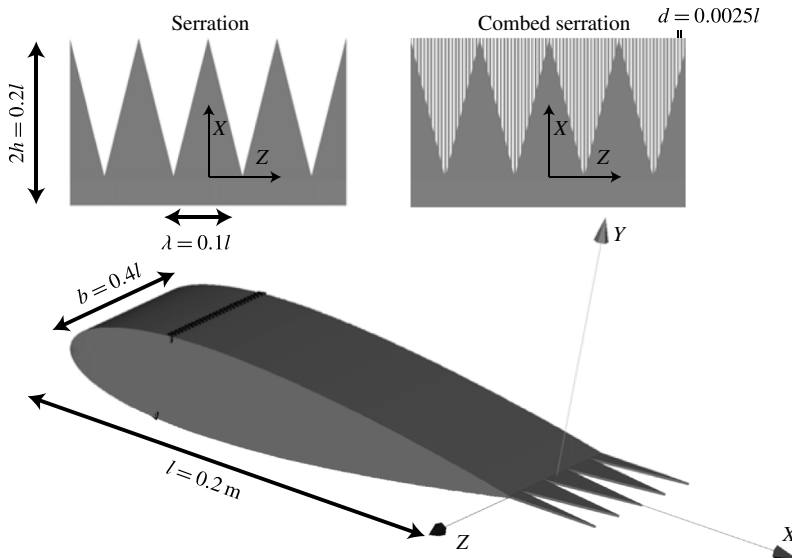 Serration
Combed serration
d = 0.0025l
2h = 0.2l
X
Z
X
Z
λ = 0.1l
Y
b = 0.4l
l = 0.2 m
Z
X